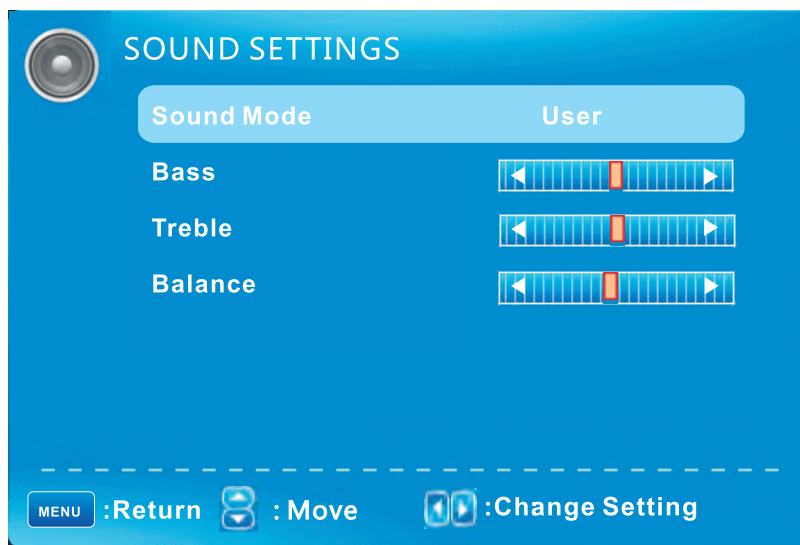 SOUND SETTINGS
Sound Mode User
Bass
Treble
Balance
MENU :Return : Move :Change Setting